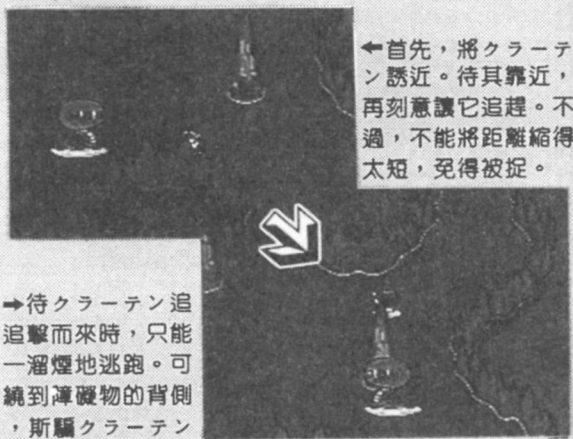 ←首先,將クラーテ
ン誘近。待其靠近,
再刻意讓它追趕。不
過,不能將距離縮得
太短,免得被捉。
→待クラーテン追
追擊而來時,只能
一溜煙地逃跑。可
繞到障礙物的背側
,斯騙クラーテン